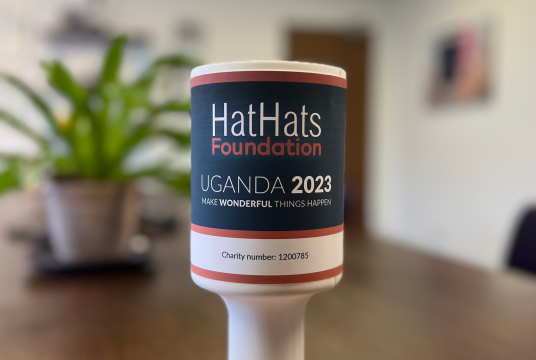 HatHats
Foundation
UGANDA 2023
MAKE WONDERFUL THINGS HAPPEN
Charity number: 1200785